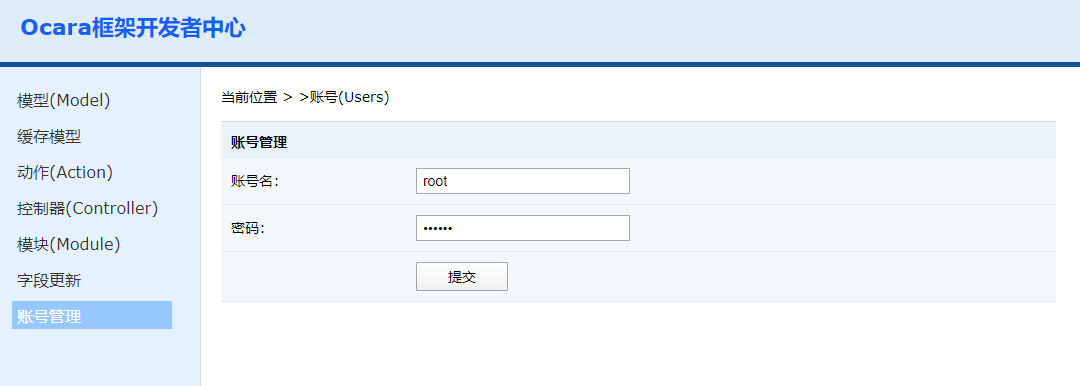 Ocara框架开发者中心
模型(Model)
缓存模型
动作(Action)
控制器(Controller)
模块(Module)
字段更新
账号管理
当前位置 > >账号(Users)
账号管理
账号名: root
密码: ••••••
提交